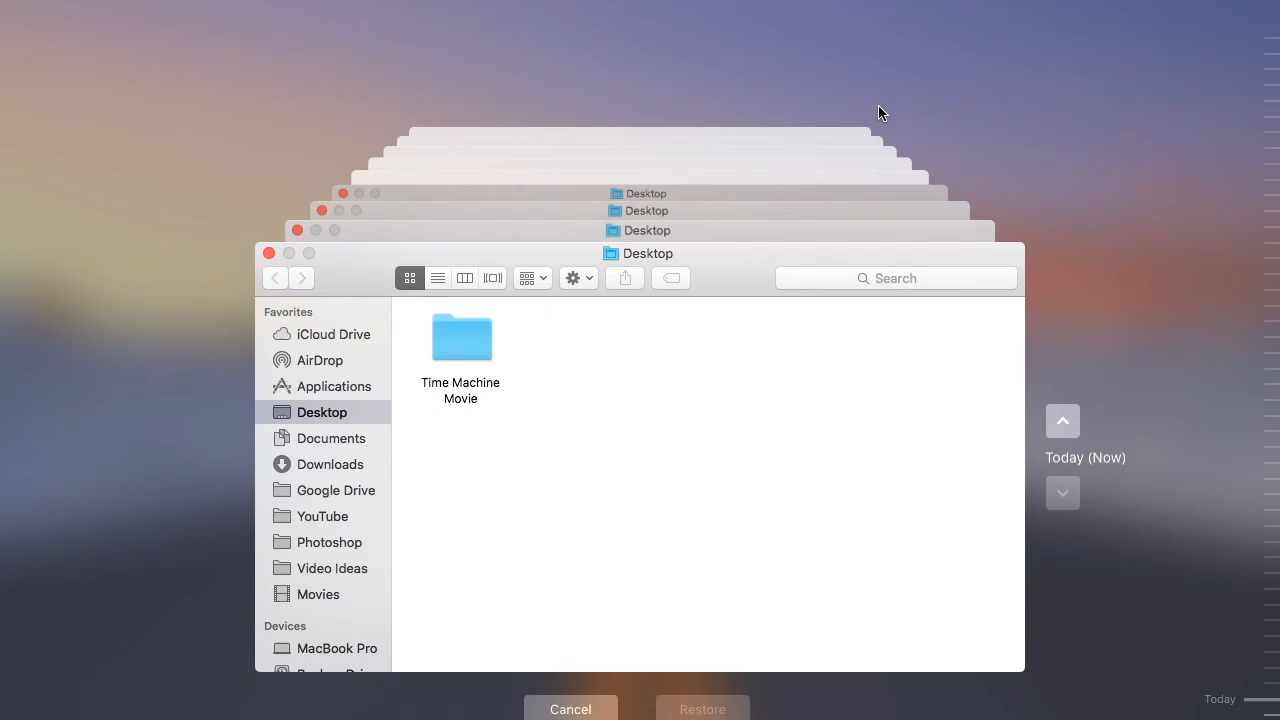 Desktop
Desktop
Desktop
Desktop
Search
Favorites
iCloud Drive
AirDrop
Applications
Desktop
Documents
Downloads
Google Drive
YouTube
Photoshop
Video Ideas
Movies
Devices
MacBook Pro
Time Machine
Movie
Today (Now)
Today
Cancel
Restore